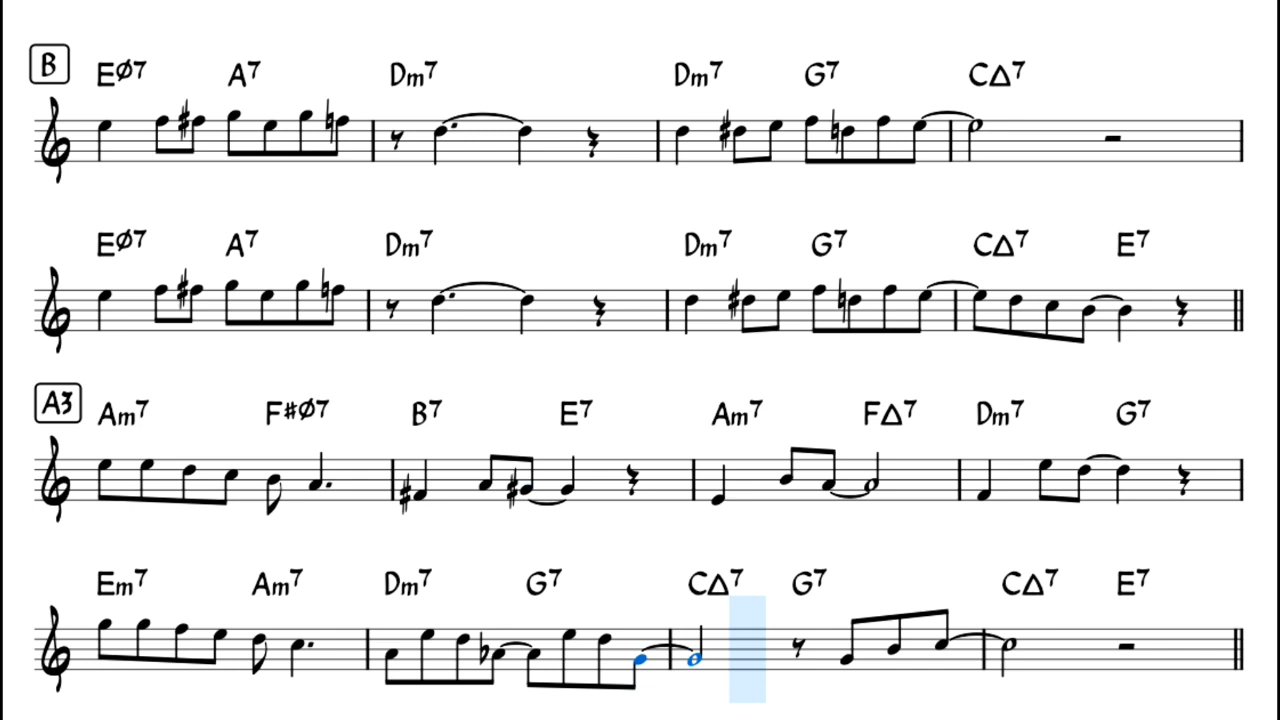 B EØ7 A7 Dm7 Dm7 G7 CΔ7
EØ7 A7 Dm7 Dm7 G7 CΔ7 E7
A3 Am7 F#Ø7 B7 E7 Am7 FΔ7 Dm7 G7
Em7 Am7 Dm7 G7 CΔ7 G7 CΔ7 E7